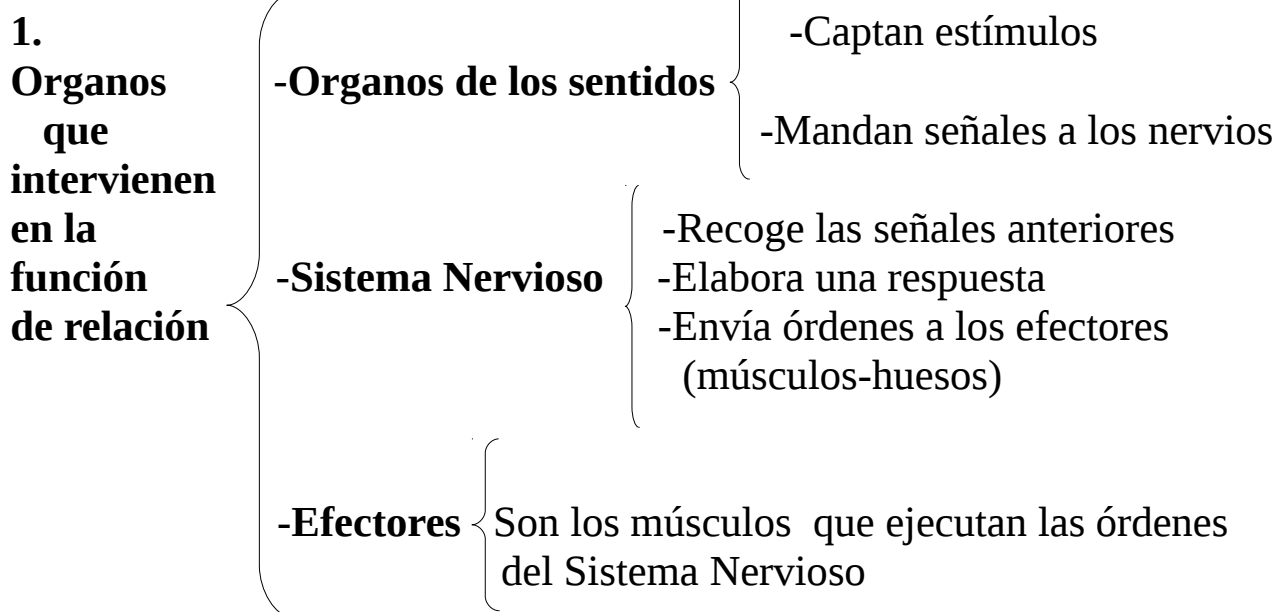 1.
Organos
que
intervienen
en la
función
de relación
-Organos de los sentidos
-Captan estímulos
-Mandan señales a los nervios
-Sistema Nervioso
-Recoge las señales anteriores
-Elabora una respuesta
-Envía órdenes a los efectores
(músculos-huesos)
-Efectores
Son los músculos  que ejecutan las órdenes
del Sistema Nervioso